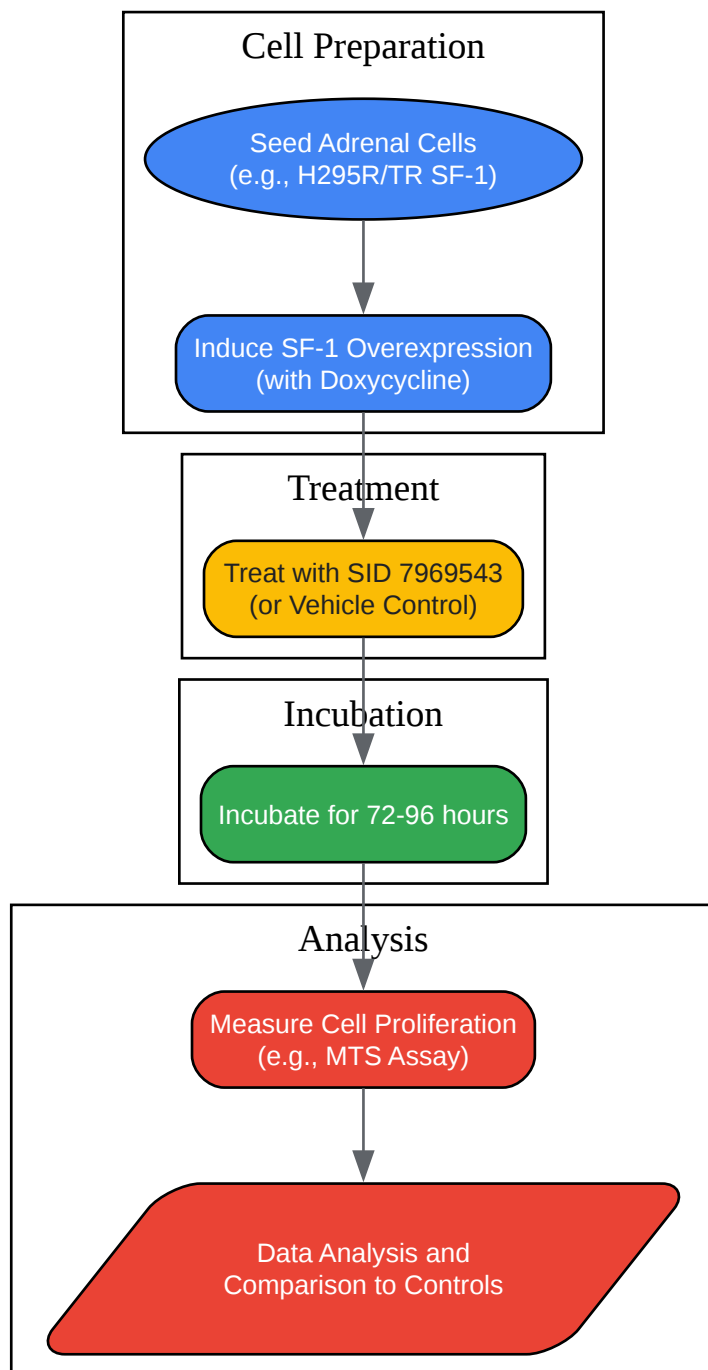 Cell Preparation
Seed Adrenal Cells
(e.g., H295R/TR SF-1)
Induce SF-1 Overexpression
(with Doxycycline)
Treatment
Treat with SID 7969543
(or Vehicle Control)
Incubation
Incubate for 72-96 hours
Analysis
Measure Cell Proliferation
(e.g., MTS Assay)
Data Analysis and
Comparison to Controls